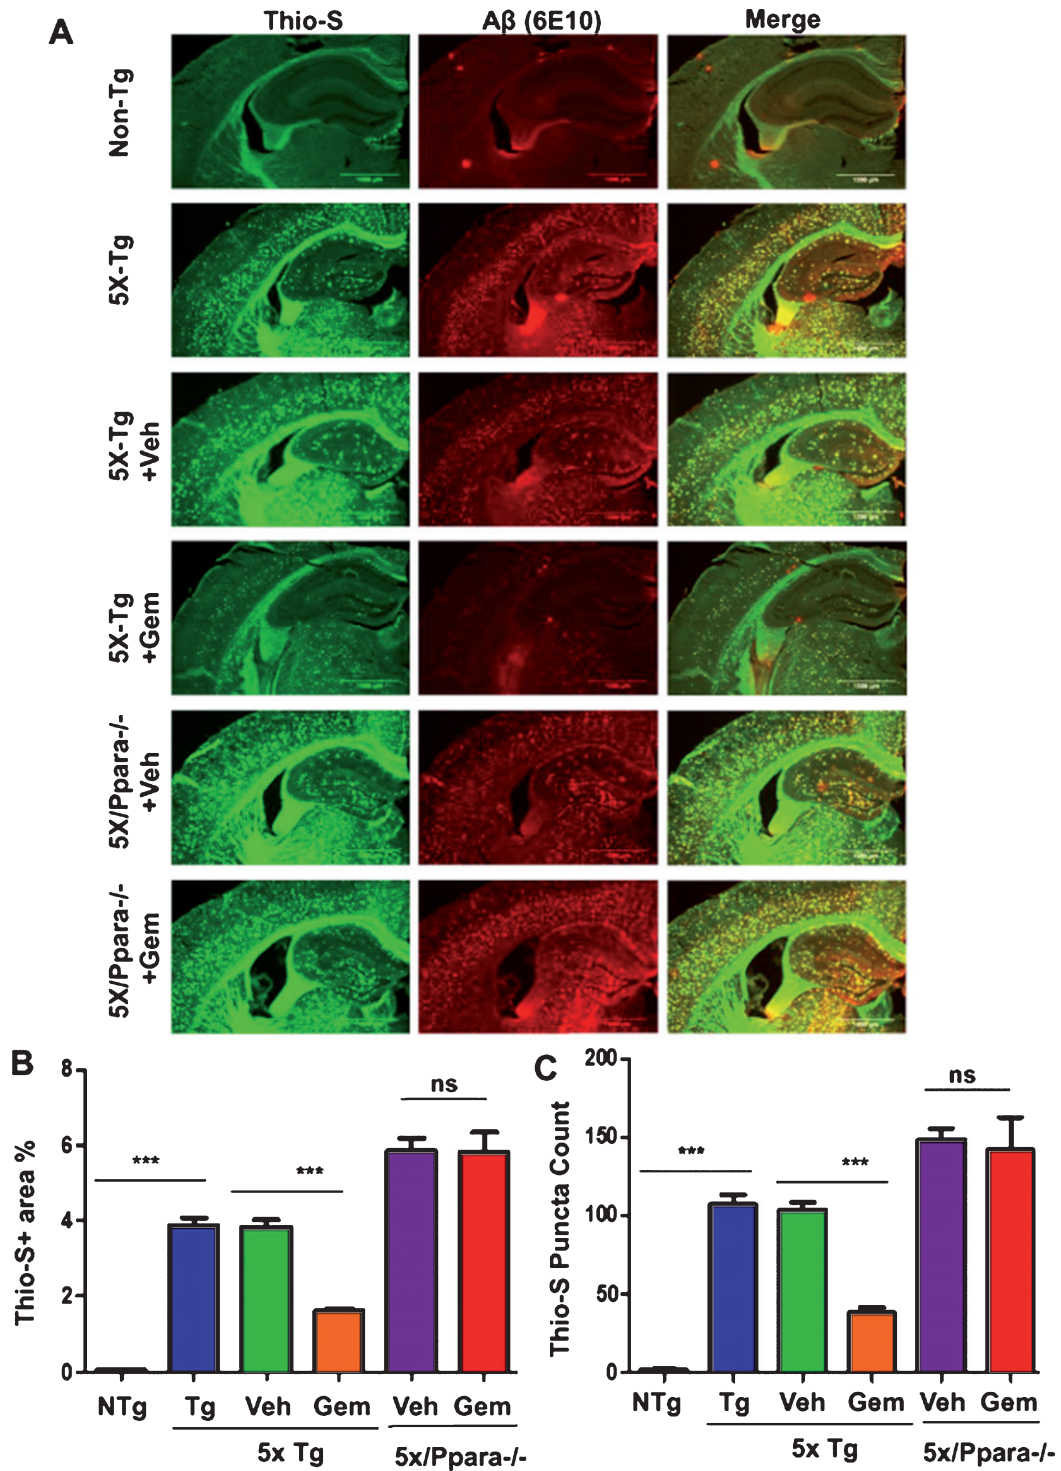 A
Thio-S Aβ (6E10) Merge
Non-Tg
5X-Tg
5X-Tg
+Veh
5X-Tg
+Gem
5X/Ppara-/-
+Veh
5X/Ppara-/-
+Gem
B
Thio-S+ area %
8
6
4
2
0
***
***
ns
NTg Tg Veh Gem Veh Gem
5x Tg 5x/Ppara-/-
C
Thio-S Puncta Count
200
150
100
50
0
***
***
ns
NTg Tg Veh Gem Veh Gem
5x Tg 5x/Ppara-/-